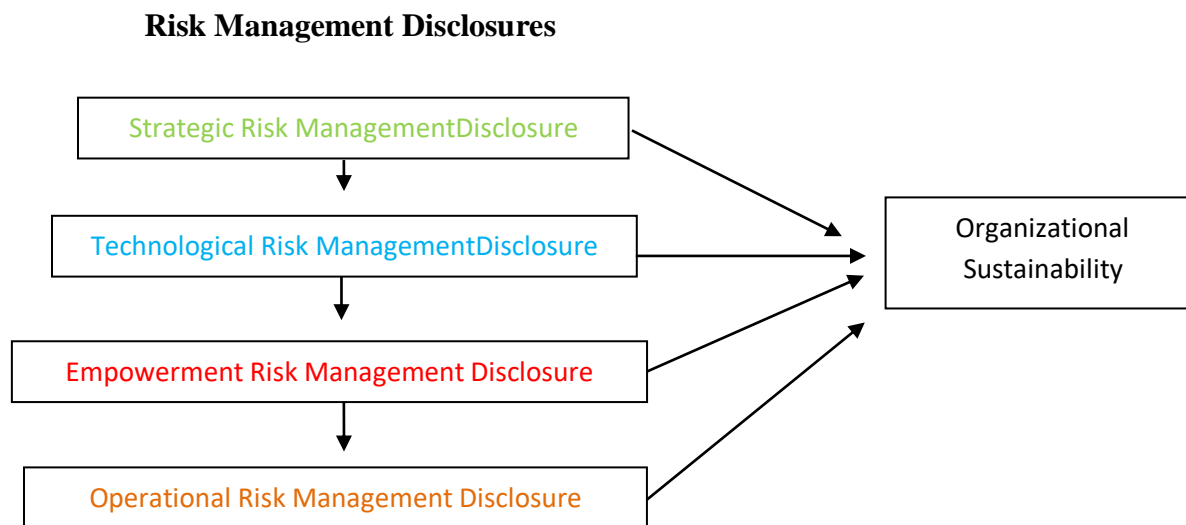 Risk Management Disclosures
Strategic Risk ManagementDisclosure
Technological Risk ManagementDisclosure
Organizational
Sustainability
Empowerment Risk Management Disclosure
Operational Risk Management Disclosure